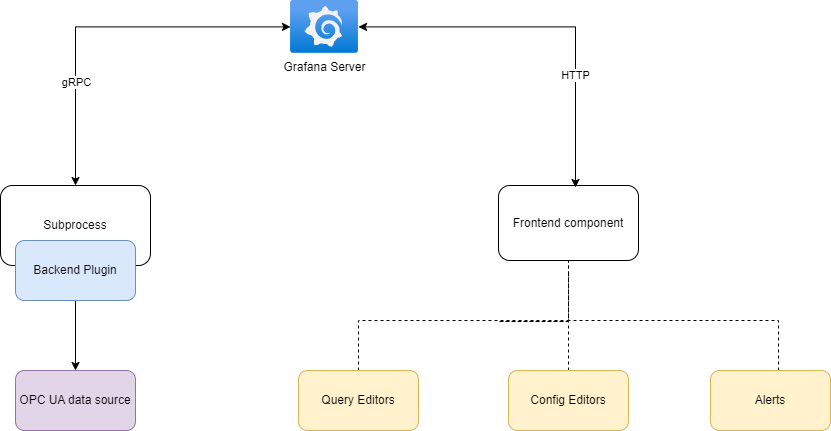 Grafana Server
gRPC
HTTP
Subprocess
Frontend component
Backend Plugin
OPC UA data source
Query Editors
Config Editors
Alerts